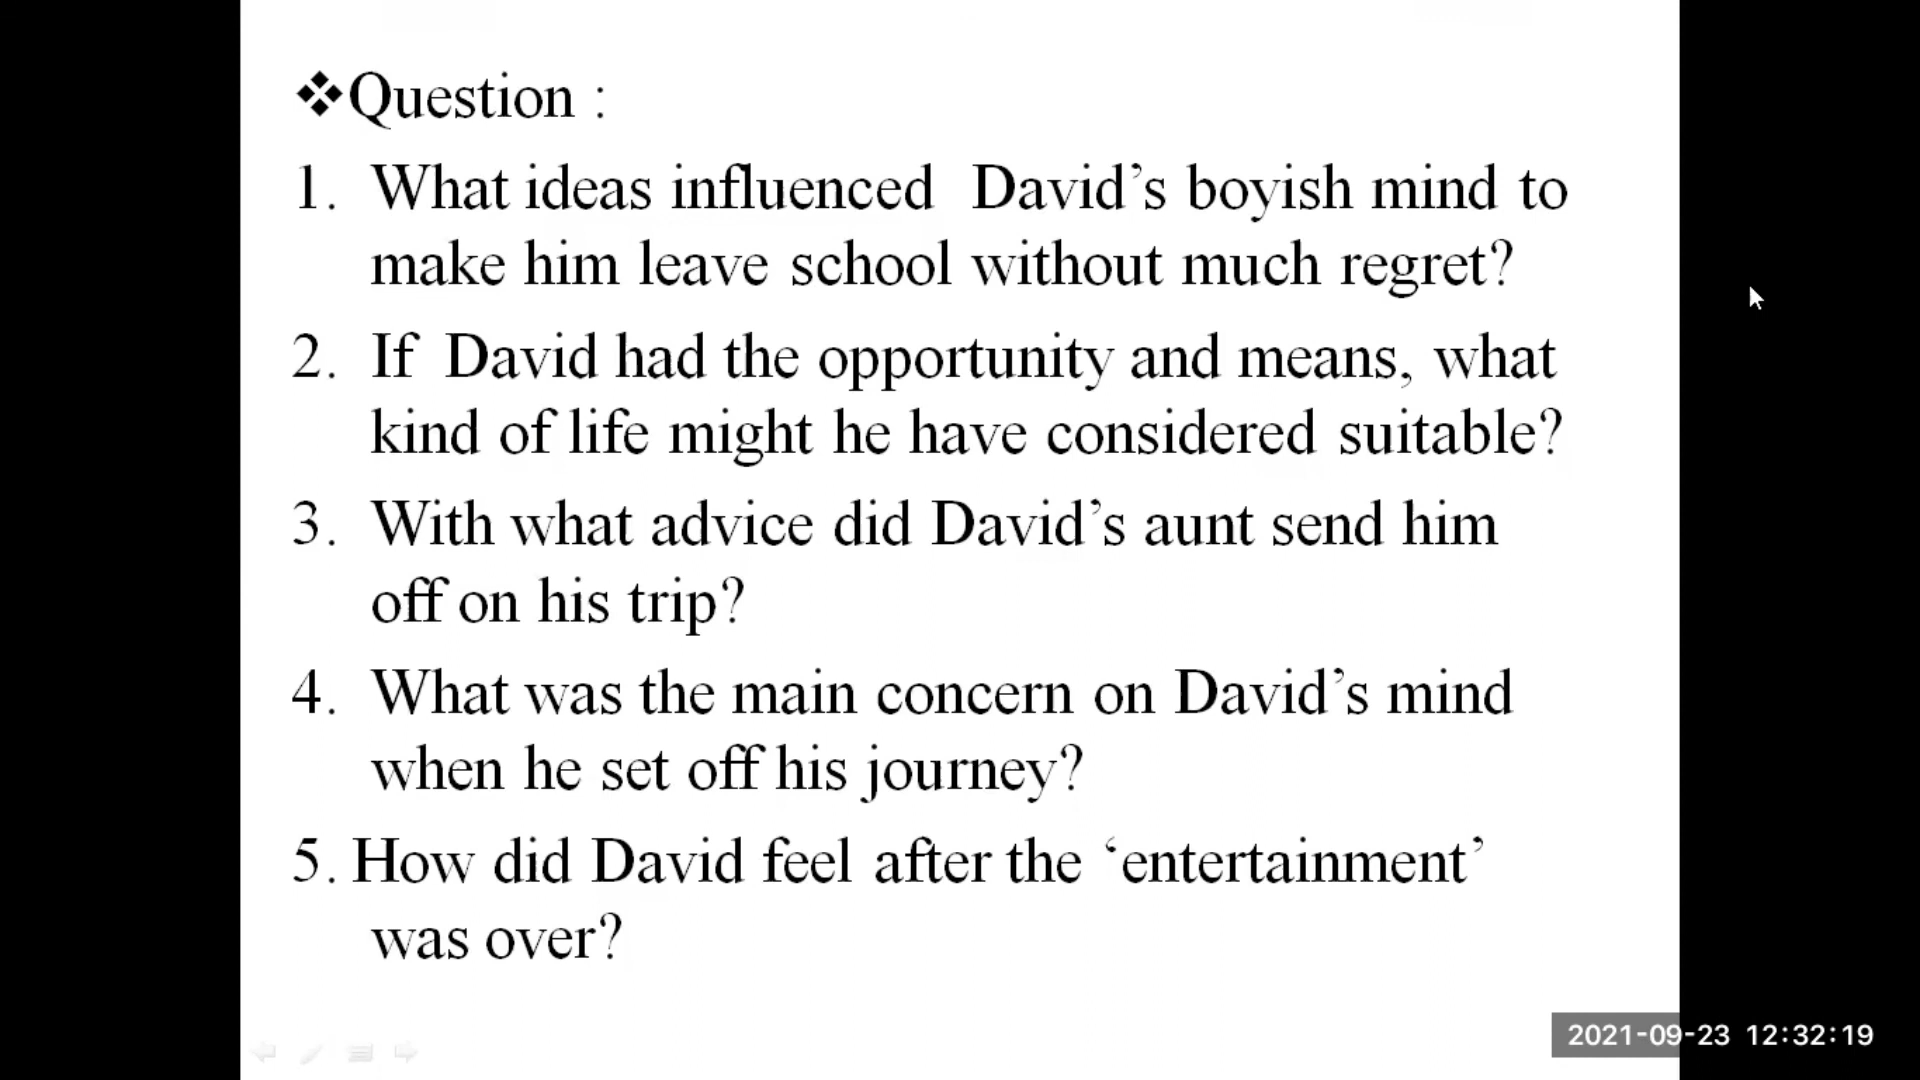 ❖Question :
1. What ideas influenced David’s boyish mind to
make him leave school without much regret?
2. If David had the opportunity and means, what
kind of life might he have considered suitable?
3. With what advice did David’s aunt send him
off on his trip?
4. What was the main concern on David’s mind
when he set off his journey?
5. How did David feel after the ‘entertainment’
was over?
2021-09-23 12:32:19